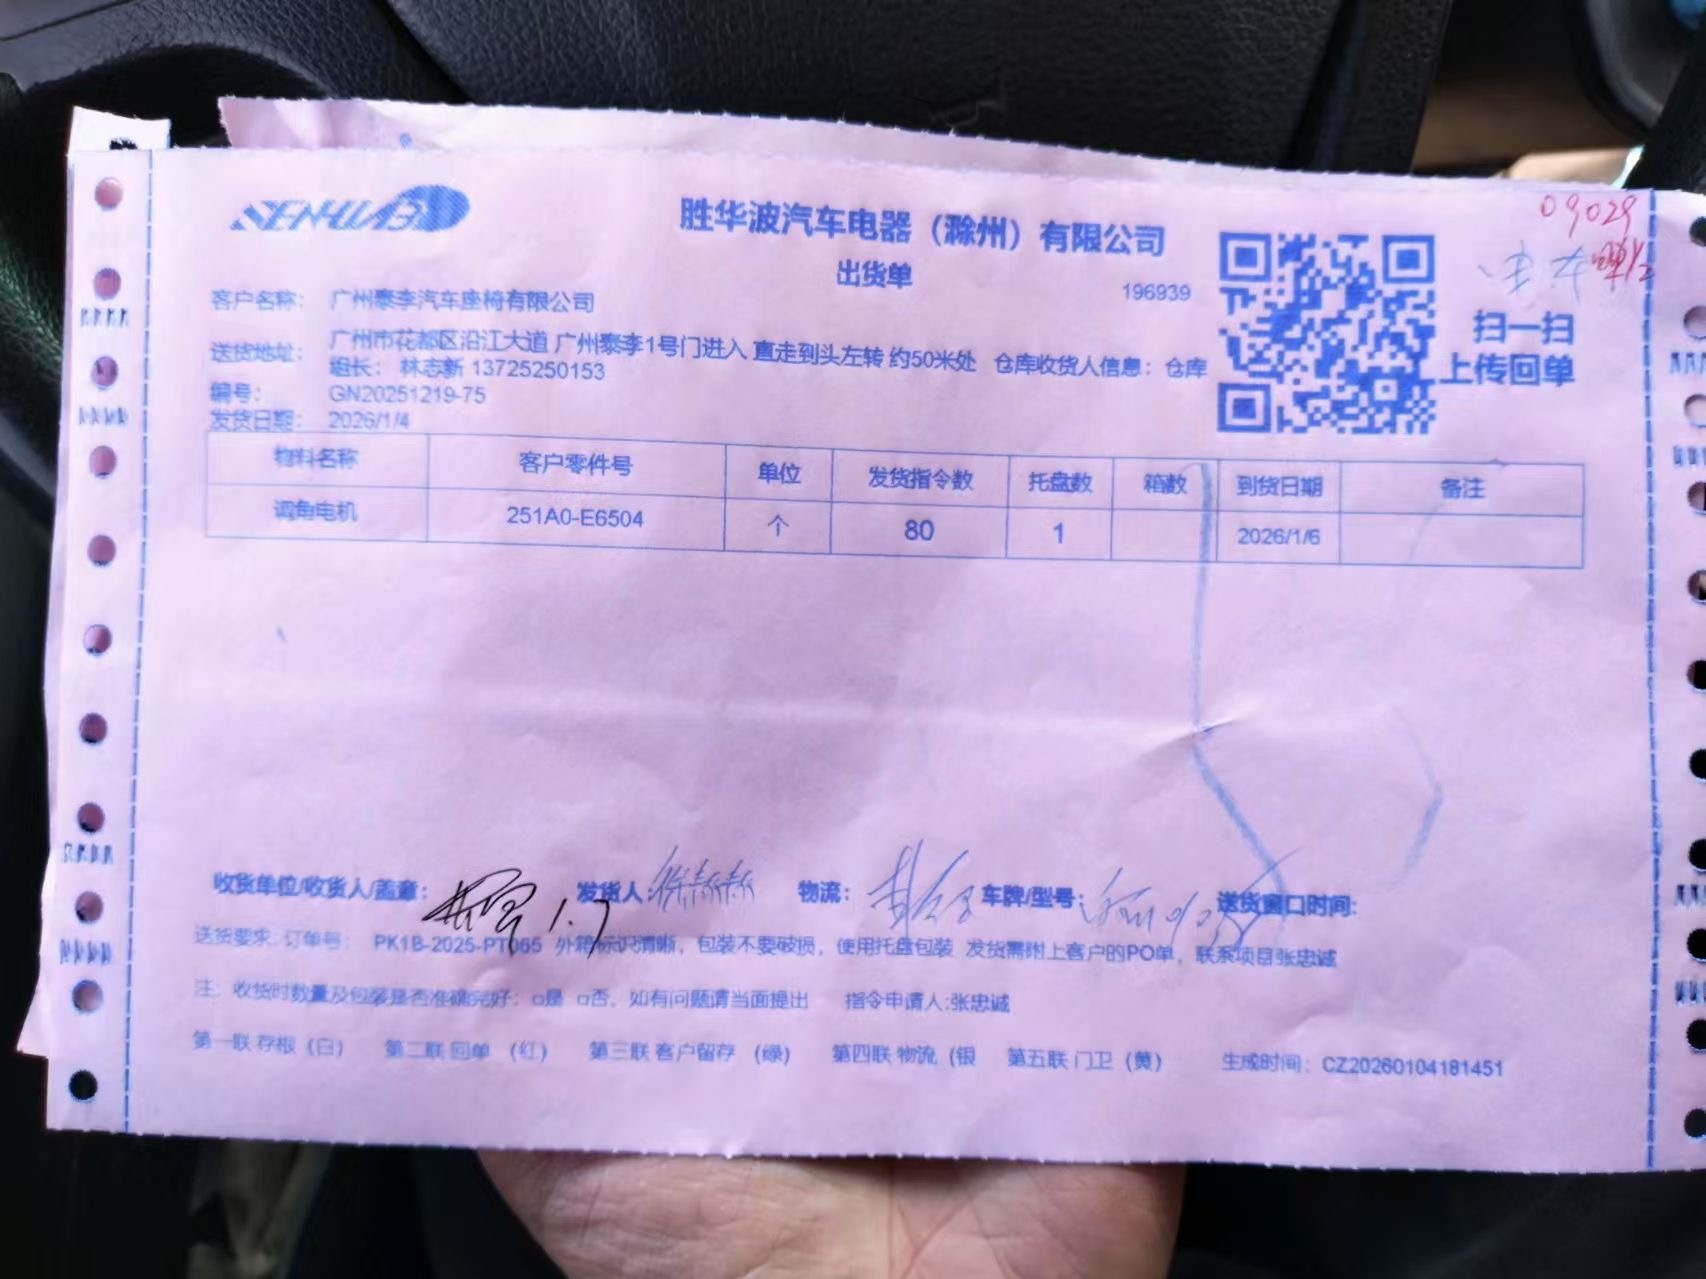 SENHUABO
胜华波汽车电器（滁州）有限公司
出货单
196939
09029
扫一扫
上传回单
客户名称： 广州泰李汽车座椅有限公司
送货地址： 广州市花都区沿江大道 广州泰李1号门进入 直走到头左转 约50米处 仓库收货人信息：仓库
组长： 林志新 13725250153
编号： GN20251219-75
发货日期： 2026/1/4
物料名称 客户零件号 单位 发货指令数 托盘数 箱数 到货日期 备注
调角电机 251A0-E6504 个 80 1 2026/1/6
收货单位/收货人/盖章： 1.7 发货人： 物流： 车牌/型号： 送货窗口时间：
送货要求：订单号： PK1B-2025-PT065 外箱标识清晰，包装不要破损，使用托盘包装 发货需附上客户的PO单，联系项目张忠诚
注：收货时数量及包装是否准确完好：□是 □否，如有问题请当面提出 指令申请人:张忠诚
第一联 存根（白） 第二联 回单 （红） 第三联 客户留存 （绿） 第四联 物流（银 第五联 门卫（黄） 生成时间：CZ20260104181451